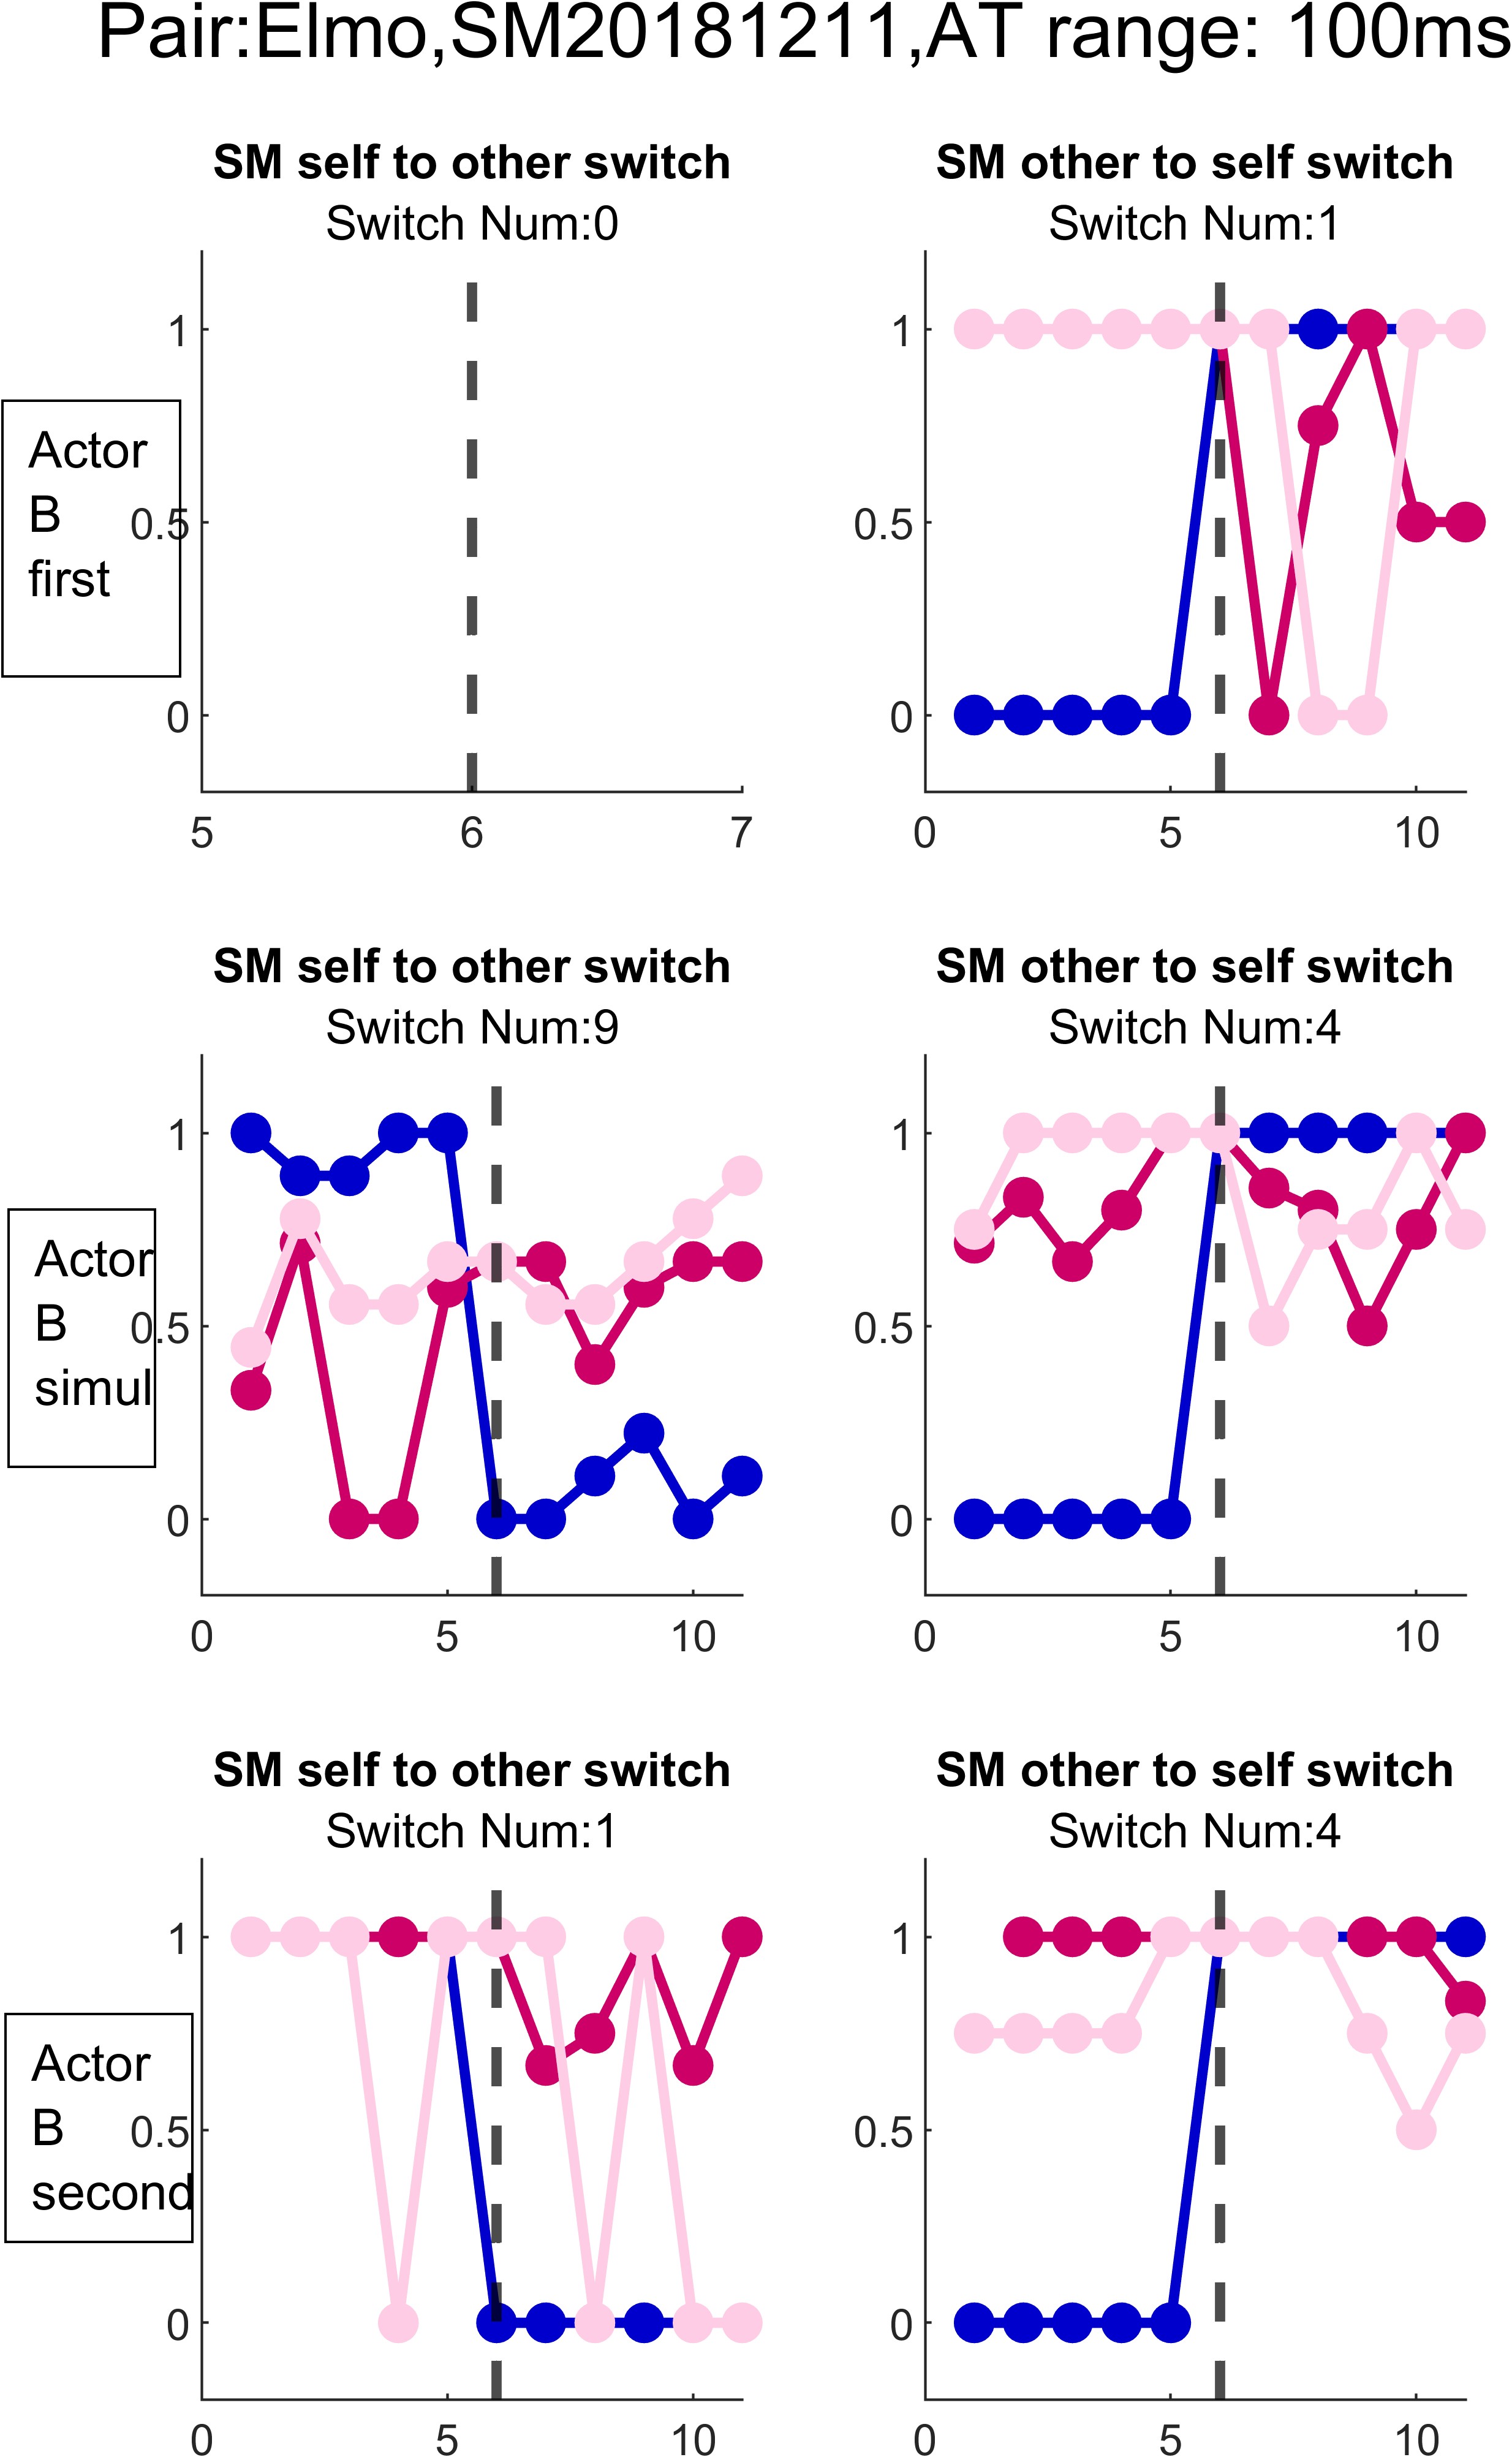 Pair:Elmo,SM20181211,AT range: 100ms
SM self to other switch
Switch Num:0
1
0.5
0
5 6 7
Actor
B
first
SM other to self switch
Switch Num:1
1
0.5
0
0 5 10
SM self to other switch
Switch Num:9
1
0.5
0
0 5 10
Actor
B
simul
SM other to self switch
Switch Num:4
1
0.5
0
0 5 10
SM self to other switch
Switch Num:1
1
0.5
0
0 5 10
Actor
B
second
SM other to self switch
Switch Num:4
1
0.5
0
0 5 10